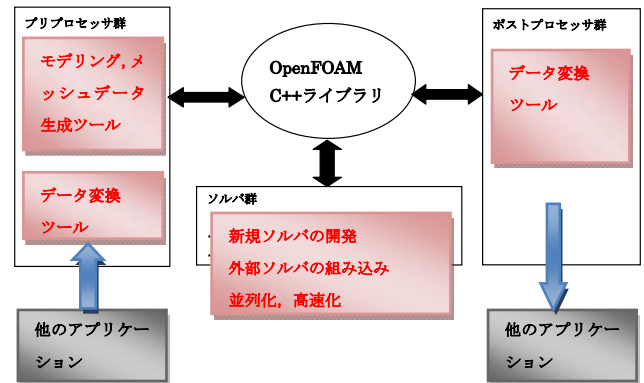 プリプロセッサ群
モデリング，メ
ッシュデータ
生成ツール
データ変換
ツール
他のアプリケー
ション
OpenFOAM
C++ライブラリ
ソルバ群
新規ソルバの開発
外部ソルバの組み込み
並列化，高速化
ポストプロセッサ群
データ変換
ツール
他のアプリケー
ション